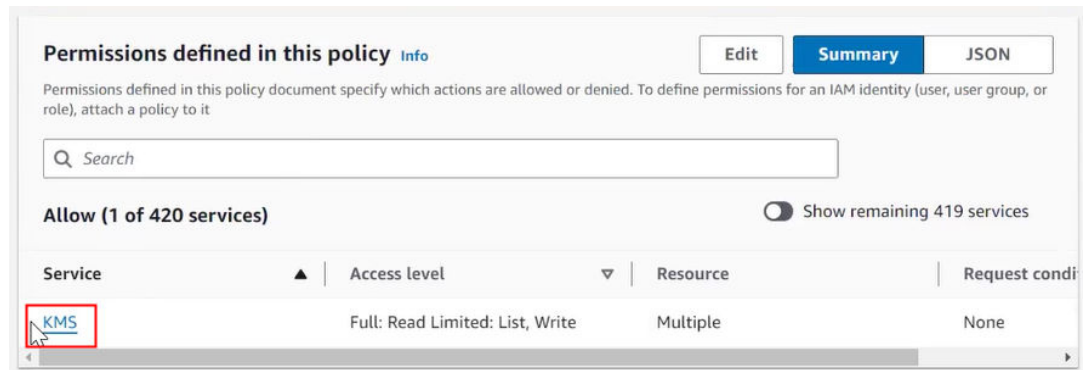 Permissions defined in this policy Info
Edit
Summary
JSON
Permissions defined in this policy document specify which actions are allowed or denied. To define permissions for an IAM identity (user, user group, or
role), attach a policy to it
Search
Allow (1 of 420 services)
Show remaining 419 services
Service
Access level
Resource
Request condi
KMS
Full: Read Limited: List, Write
Multiple
None